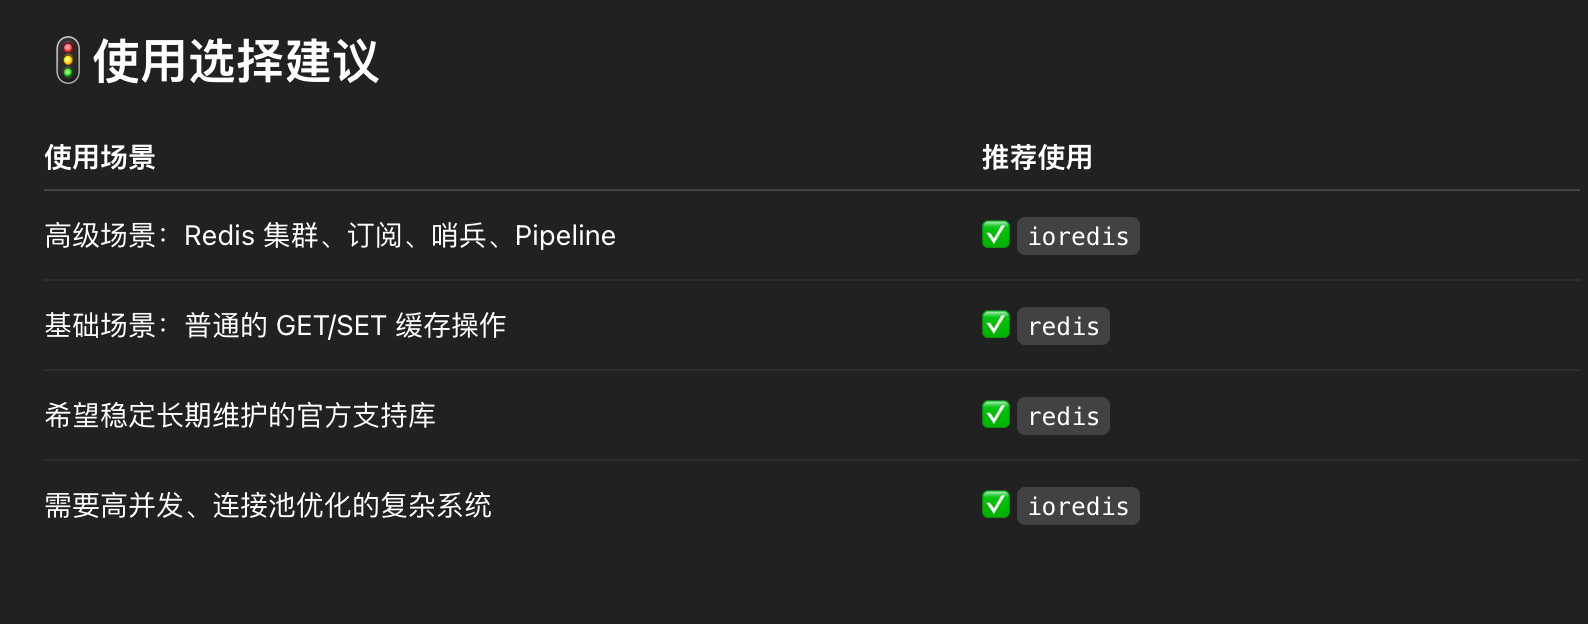 🚦使用选择建议
使用场景 推荐使用
高级场景：Redis 集群、订阅、哨兵、Pipeline ✅ ioredis
基础场景：普通的 GET/SET 缓存操作 ✅ redis
希望稳定长期维护的官方支持库 ✅ redis
需要高并发、连接池优化的复杂系统 ✅ ioredis